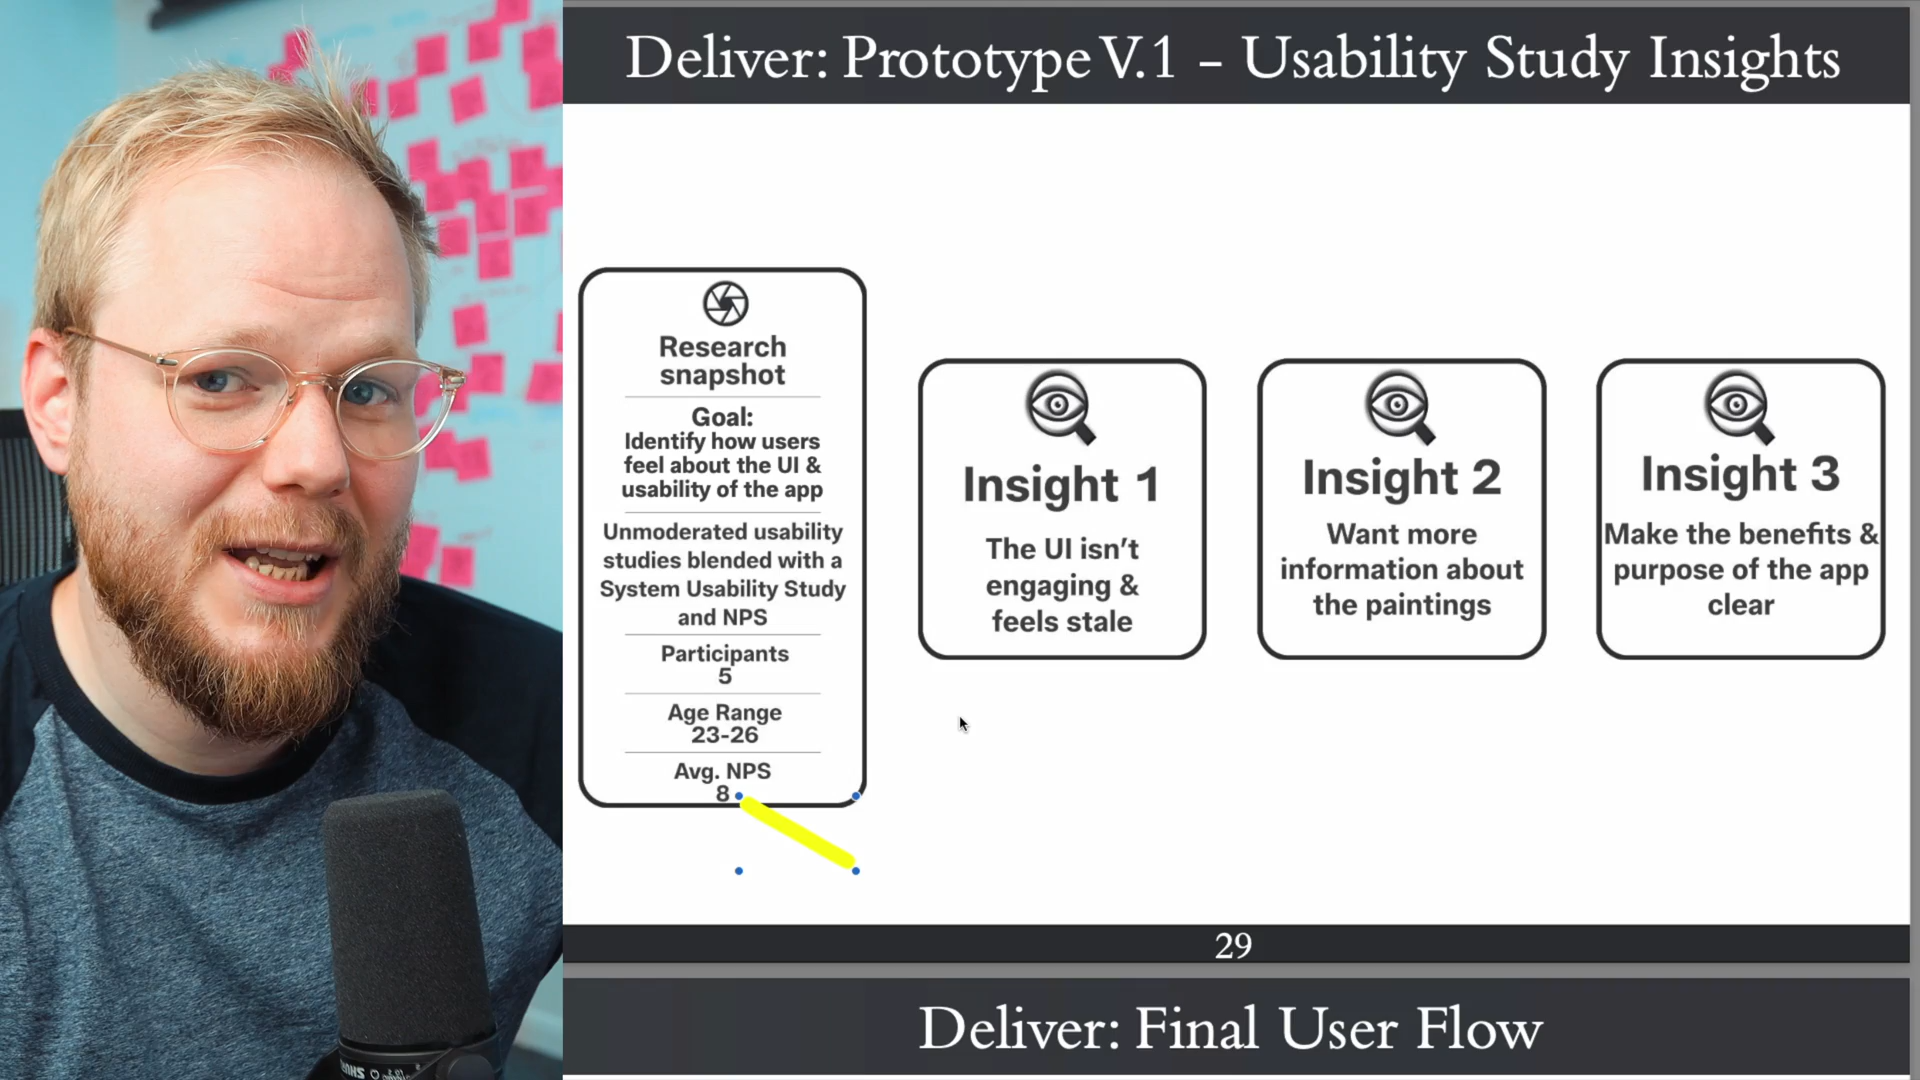 Deliver: Prototype V.1 – Usability Study Insights
Research
snapshot
Goal:
Identify how users
feel about the UI &
usability of the app
Unmoderated usability
studies blended with a
System Usability Study
and NPS
Participants
5
Age Range
23-26
Avg. NPS
8
Insight 1
The UI isn’t
engaging &
feels stale
Insight 2
Want more
information about
the paintings
Insight 3
Make the benefits &
purpose of the app
clear
29
Deliver: Final User Flow
SHURE